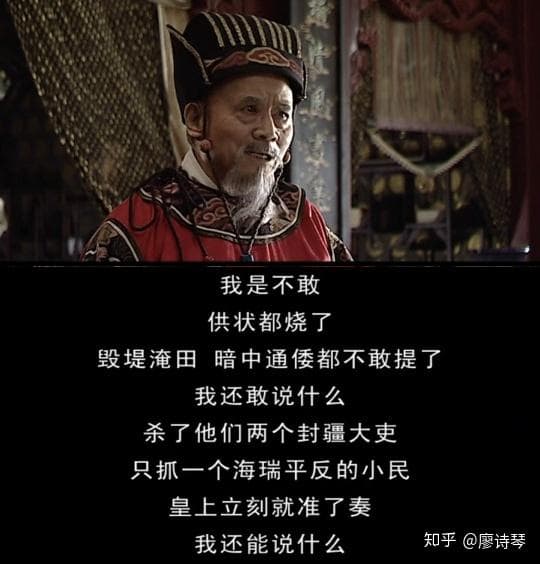 我是不敢
供状都烧了
毁堤淹田 暗中通倭都不敢提了
我还敢说什么
杀了他们两个封疆大吏
只抓一个海瑞平反的小民
皇上立刻就准了奏
我还能说什么
知乎 @廖诗琴